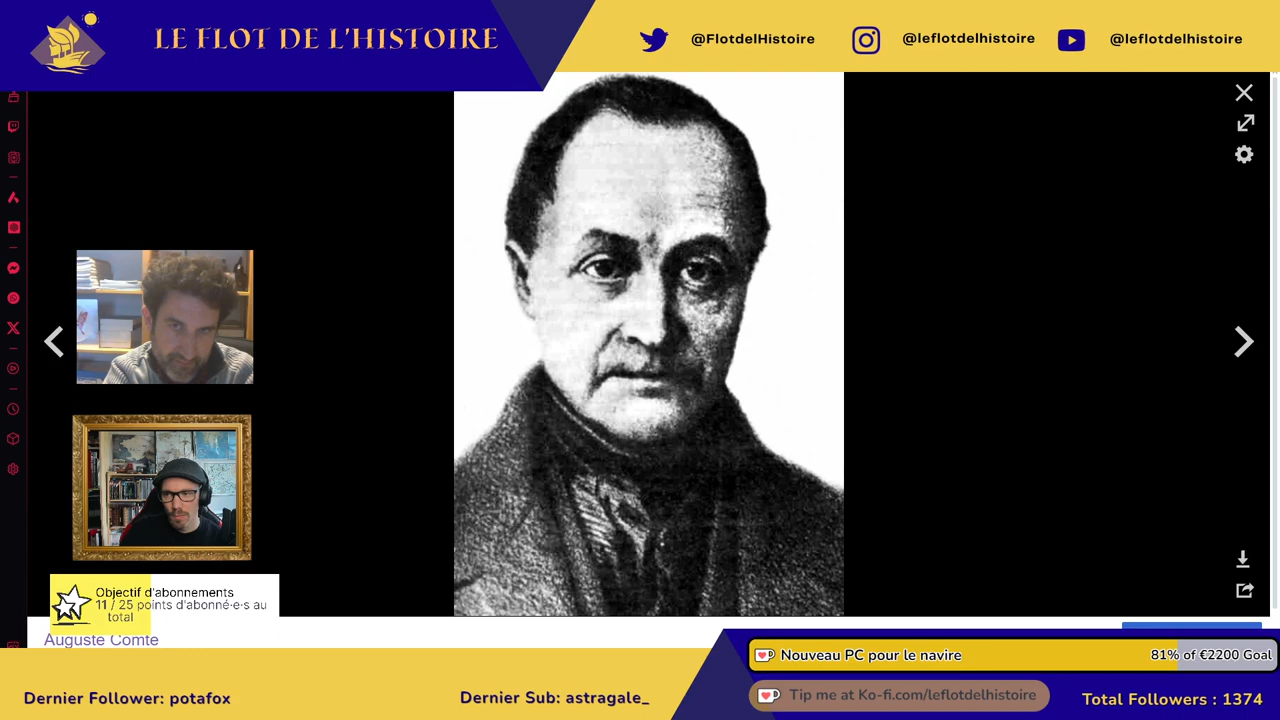 LE FLOT DE L'HISTOIRE
@FlotdelHistoire
@leflotdelhistoire
@leflotdelhistoire
Objectif d'abonnements
11 / 25 points d'abonné·e·s au
total
Auguste Comte
Nouveau PC pour le navire
81% of €2200 Goal
Tip me at Ko-fi.com/leflotdelhistoire
Dernier Follower: potafox
Dernier Sub: astragale_
Total Followers : 1374